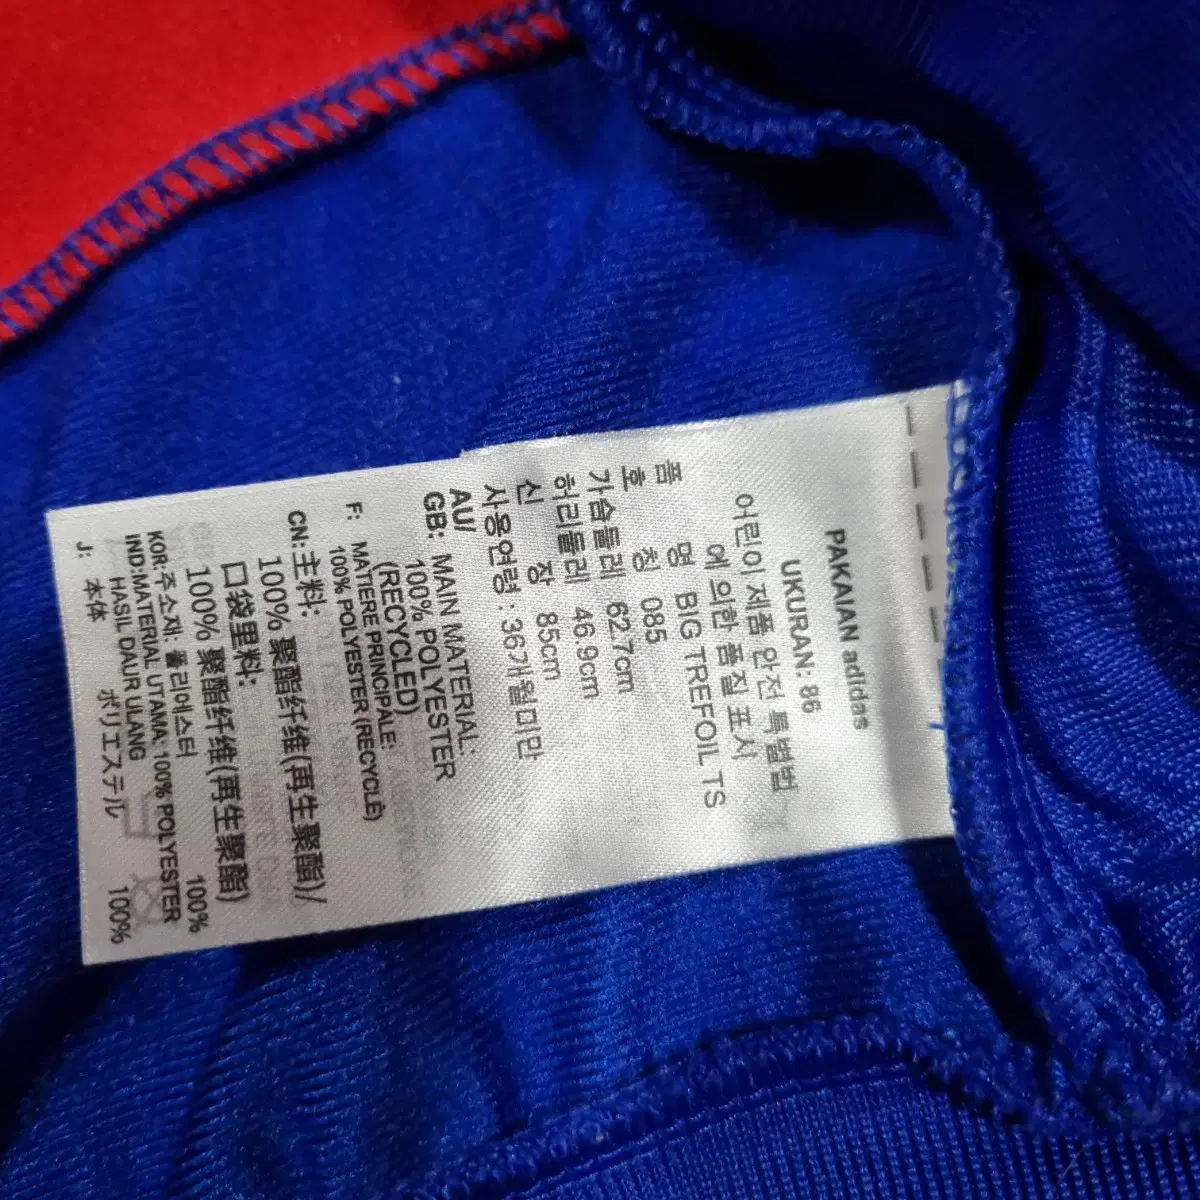 PAKAIAN adidas
UKURAN: 86
어린이 제품 안전 특별법
에 의한 품질 표시
품 명 BIG TREFOIL TS
호 칭 085
가슴둘레 62.7cm
허리둘레 46.9cm
신 장 85cm
사용연령 : 36개월미만
AU/
GB: MAIN MATERIAL:
100% POLYESTER
(RECYCLED)
F: MATIERE PRINCIPALE:
100% POLYESTER (RECYCLÉ)
CN: 主料:
100% 聚酯纤维(再生聚酯)/
口袋里料:
100% 聚酯纤维(再生聚酯)
KOR: 주소재: 폴리에스터 100%
IND:MATERIAL UTAMA: 100% POLYESTER
HASIL DAUR ULANG
J: 本体 ポリエステル 100%